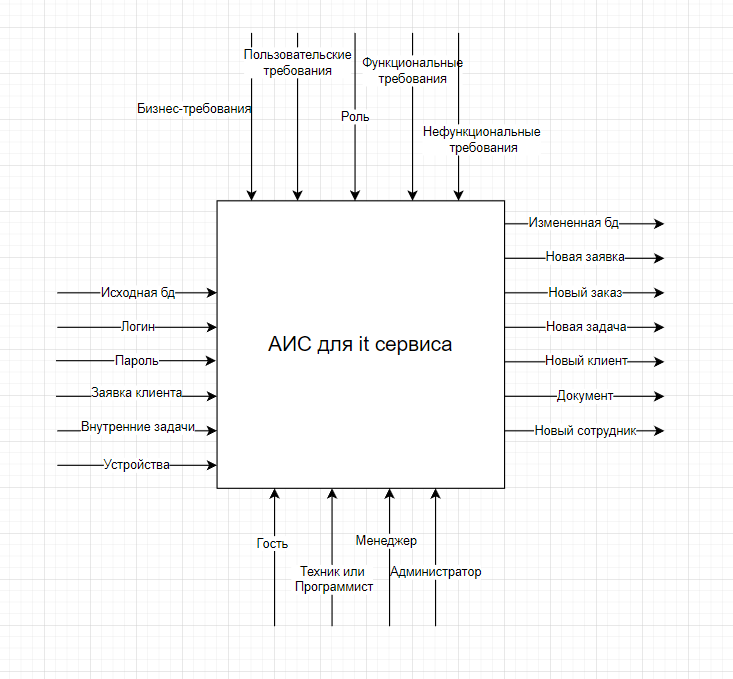 Пользовательские
требования
Функциональные
требования
Бизнес-требования
Роль
Нефункциональные
требования
Измененная бд
Новая заявка
Исходная бд
Новый заказ
Логин
Новая задача
АИС для it сервиса
Пароль
Новый клиент
Заявка клиента
Документ
Внутренние задачи
Новый сотрудник
Устройства
Гость
Менеджер
Техник или
Программист
Администратор